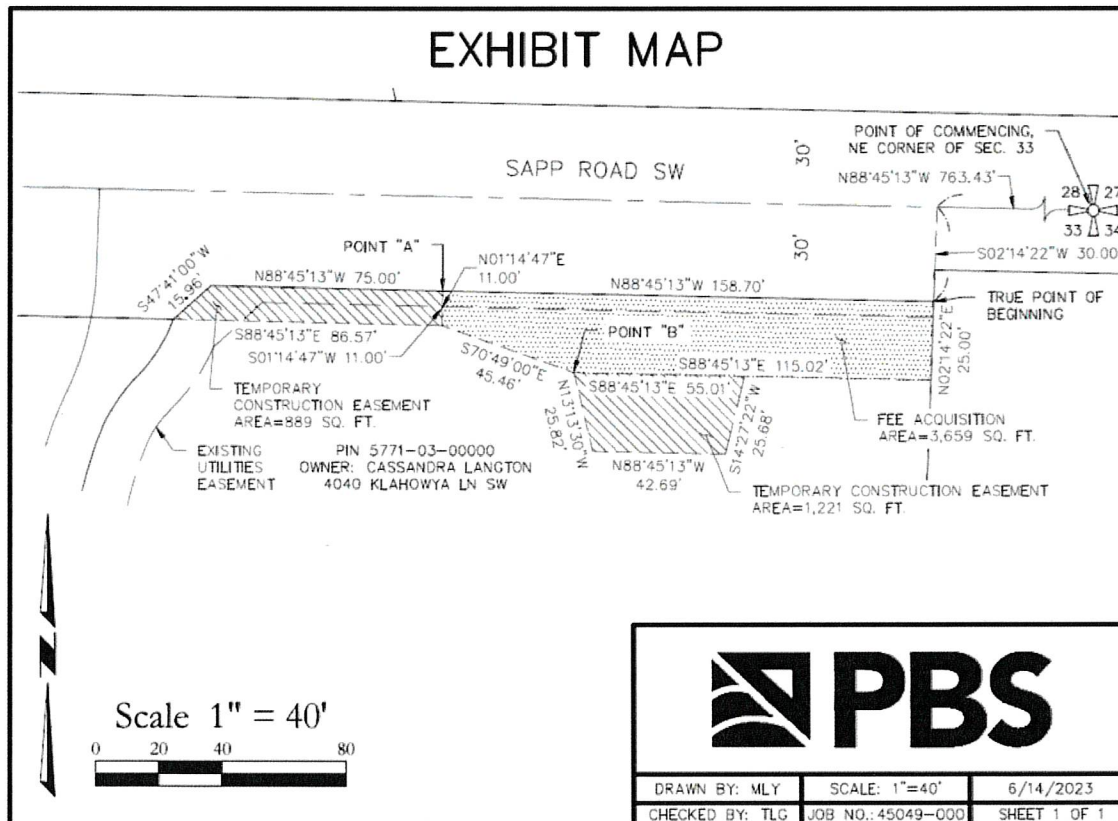 EXHIBIT MAP
POINT OF COMMENCING,
NE CORNER OF SEC. 33
SAPP ROAD SW
30'
N88°45'13"W 763.43'
28 27
33 34
POINT "A"
N01°14'47"E
11.00'
30'
S02°14'22"W 30.00
S47°41'00"W
15.96'
N88°45'13"W 75.00'
N88°45'13"W 158.70'
TRUE POINT OF
BEGINNING
S88°45'13"E 86.57'
S01°14'47"W 11.00'
POINT "B"
N02°14'22"E
25.00'
S70°49'00"E
45.46'
S88°45'13"E 115.02'
S88°45'13"E 55.01'
TEMPORARY
CONSTRUCTION EASEMENT
AREA=889 SQ. FT.
N13°13'30"W
25.82'
S14°27'22"W
25.68'
FEE ACQUISITION
AREA=3,659 SQ. FT.
EXISTING
UTILITIES
EASEMENT
PIN 5771-03-00000
OWNER: CASSANDRA LANGTON
4040 KLAHOWYA LN SW
N88°45'13"W
42.69'
TEMPORARY CONSTRUCTION EASEMENT
AREA=1,221 SQ. FT.
N
Scale 1" = 40'
0 20 40 80
PBS
DRAWN BY: MLY SCALE: 1"=40' 6/14/2023
CHECKED BY: TLG JOB NO.: 45049-000 SHEET 1 OF 1